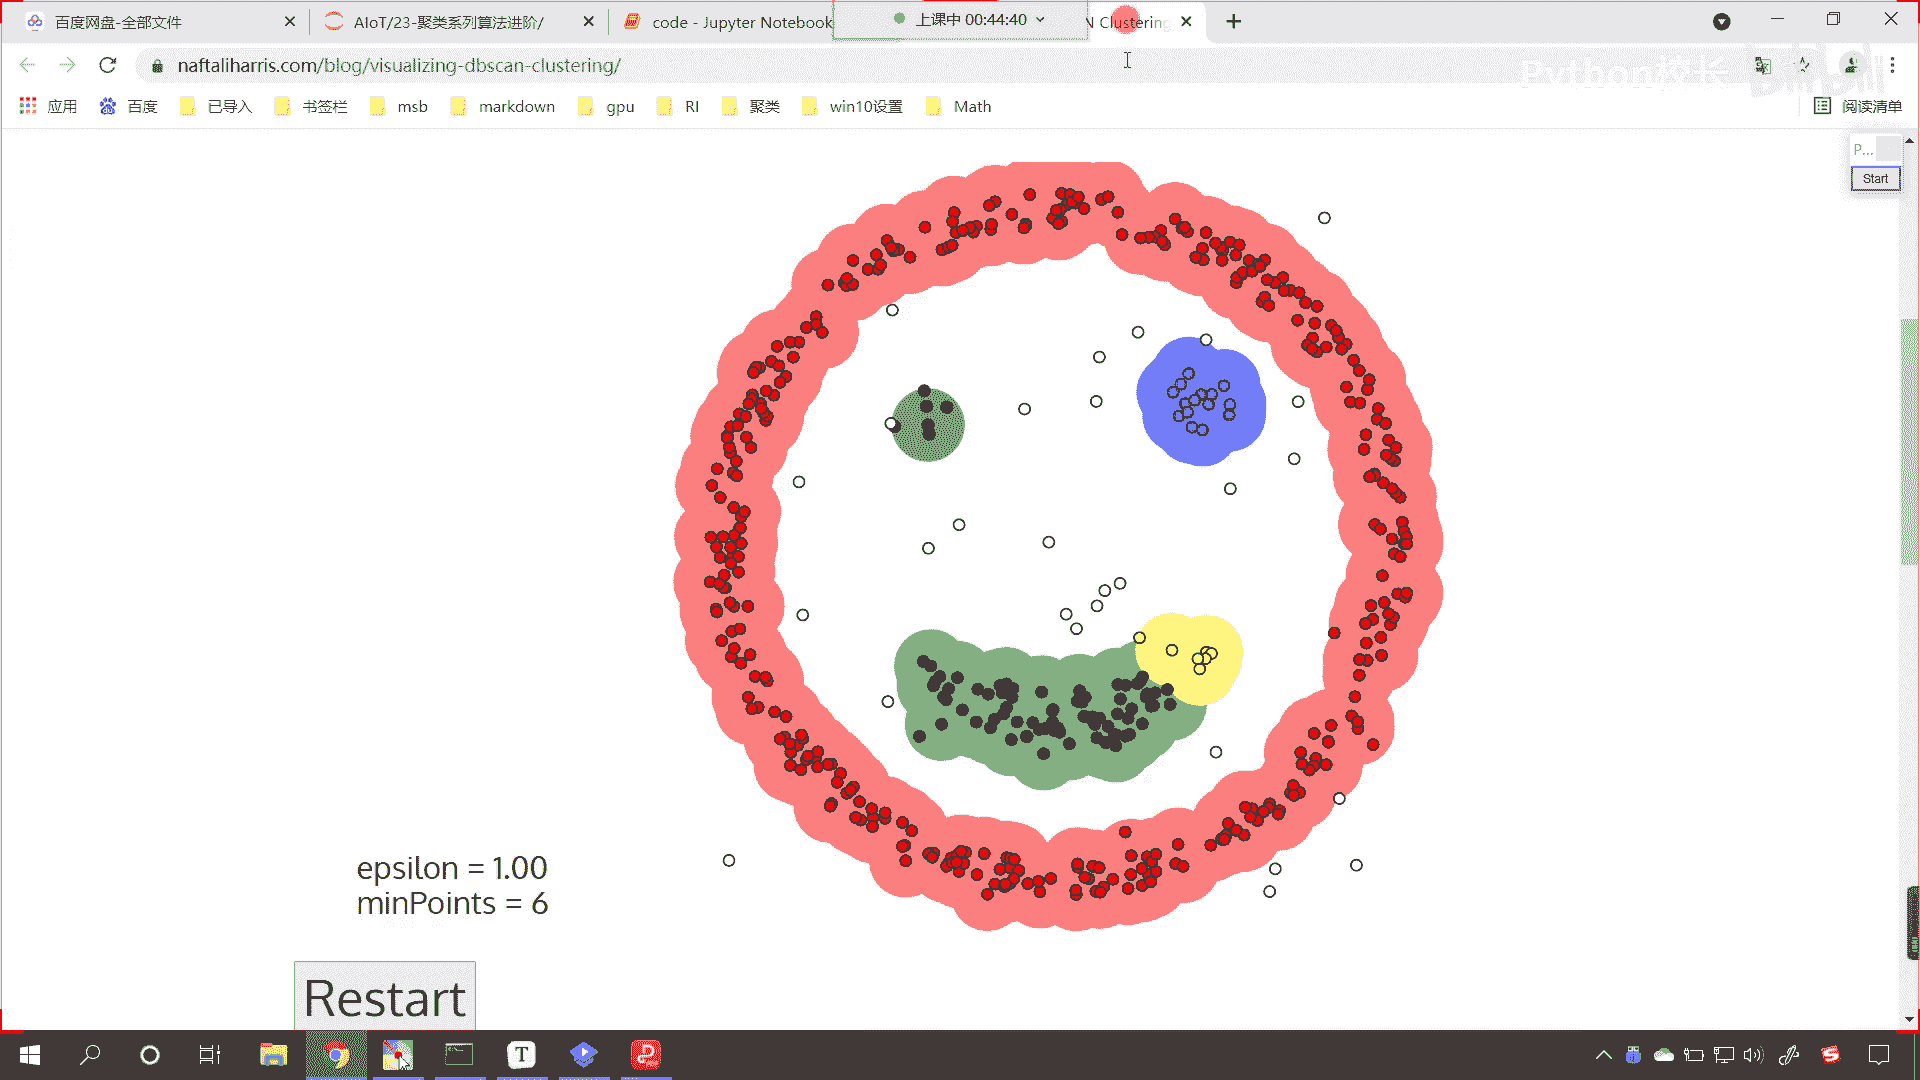 百度网盘-全部文件
AIoT/23-聚类系列算法进阶/
code - Jupyter Notebook
上课中 00:44:40
N Clustering
naftaliharris.com/blog/visualizing-dbscan-clustering/
Python校长
bilibili
应用
百度
已导入
书签栏
msb
markdown
gpu
RI
聚类
win10设置
Math
阅读清单
P...
Start
epsilon = 1.00
minPoints = 6
Restart